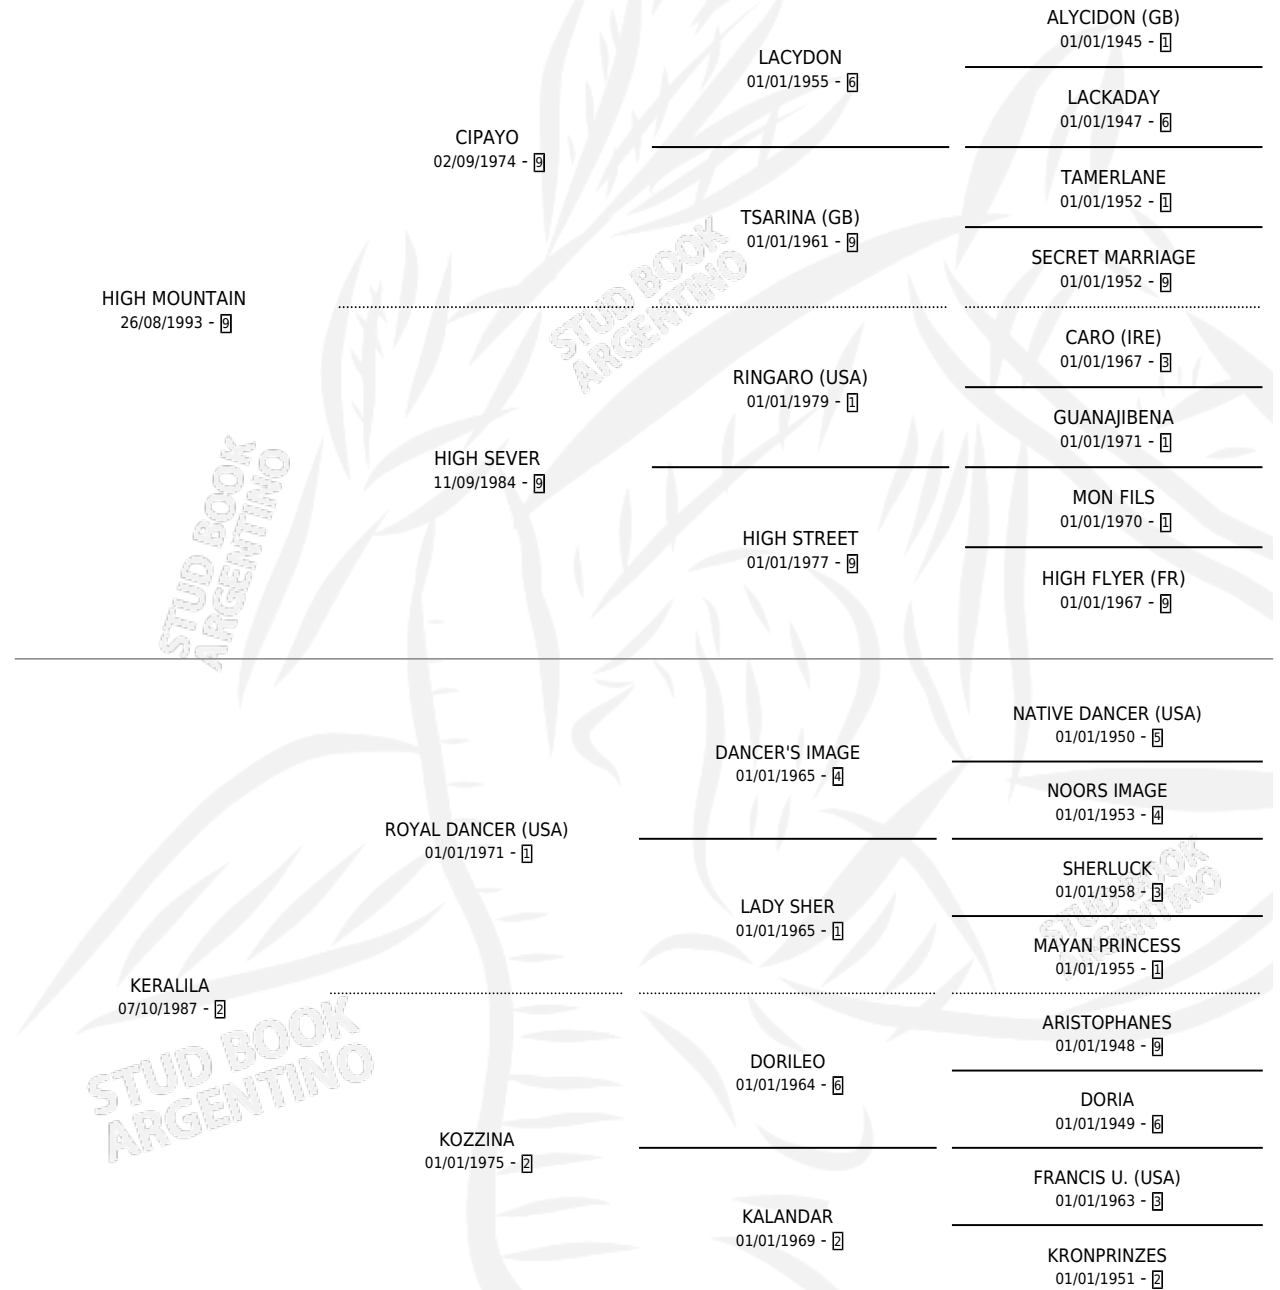 ALYCIDON (GB)
01/01/1945 - 1
LACYDON
01/01/1955 - 6
LACKADAY
01/01/1947 - 6
CIPAYO
02/09/1974 - 9
TAMERLANE
01/01/1952 - 1
TSARINA (GB)
01/01/1961 - 9
SECRET MARRIAGE
01/01/1952 - 9
HIGH MOUNTAIN
26/08/1993 - 9
STUD BOOK
ARGENTINO
CARO (IRE)
01/01/1967 - 3
RINGARO (USA)
01/01/1979 - 1
GUANAJIBENA
01/01/1971 - 1
HIGH SEVER
11/09/1984 - 9
MON FILS
01/01/1970 - 1
HIGH STREET
01/01/1977 - 9
HIGH FLYER (FR)
01/01/1967 - 9
STUD BOOK
ARGENTINO
NATIVE DANCER (USA)
01/01/1950 - 5
DANCER'S IMAGE
01/01/1965 - 4
NOORS IMAGE
01/01/1953 - 4
ROYAL DANCER (USA)
01/01/1971 - 1
SHERLUCK
01/01/1958 - 3
LADY SHER
01/01/1965 - 1
STUD BOOK
ARGENTINO
MAYAN PRINCESS
01/01/1955 - 1
KERALILA
07/10/1987 - 2
ARISTOPHANES
01/01/1948 - 9
DORILEO
01/01/1964 - 6
STUD BOOK
ARGENTINO
DORIA
01/01/1949 - 6
KOZZINA
01/01/1975 - 2
FRANCIS U. (USA)
01/01/1963 - 3
KALANDAR
01/01/1969 - 2
KRONPRINZES
01/01/1951 - 2